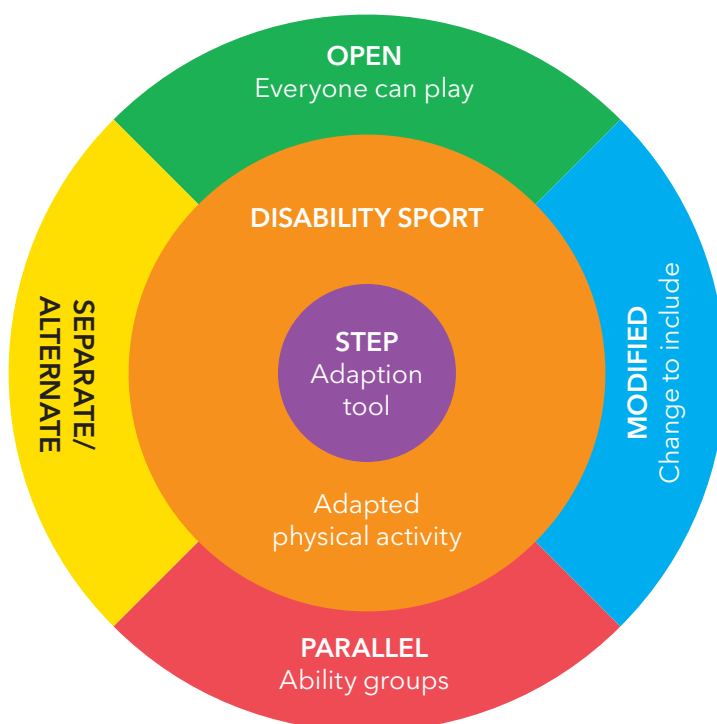 OPEN
Everyone can play
DISABILITY SPORT
SEPARATE/
ALTERNATE
STEP
Adaption
tool
MODIFIED
Change to include
Adapted
physical activity
PARALLEL
Ability groups